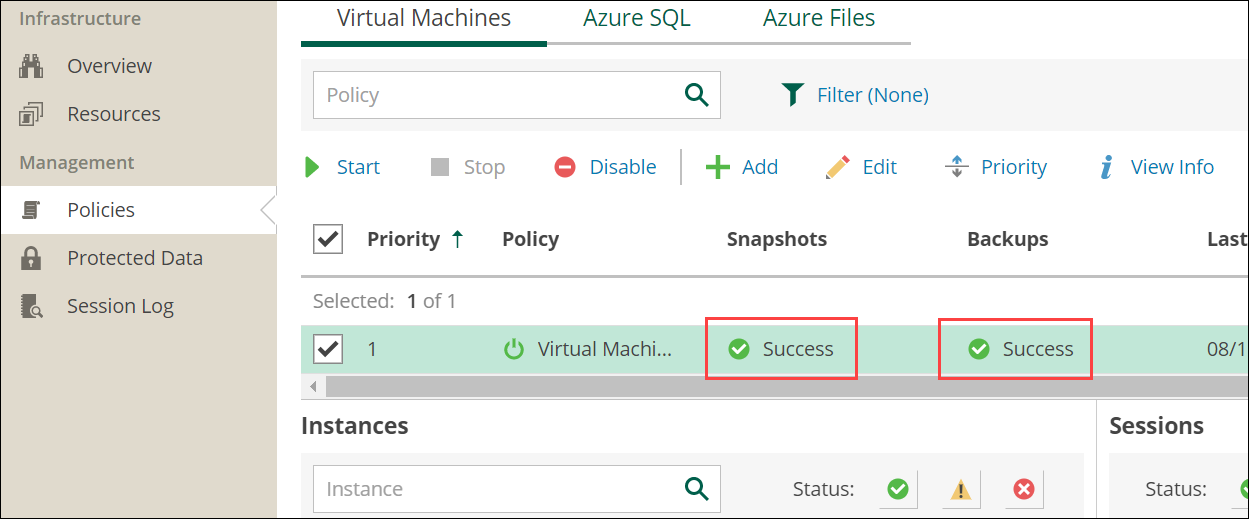 Infrastructure
Overview
Resources
Management
Policies
Protected Data
Session Log
Virtual Machines Azure SQL Azure Files
Policy Filter (None)
Start Stop Disable Add Edit Priority View Info
Priority Policy Snapshots Backups Last
Selected: 1 of 1
1 Virtual Machi... Success Success 08/1
Instances Sessions
Instance Status: Status: